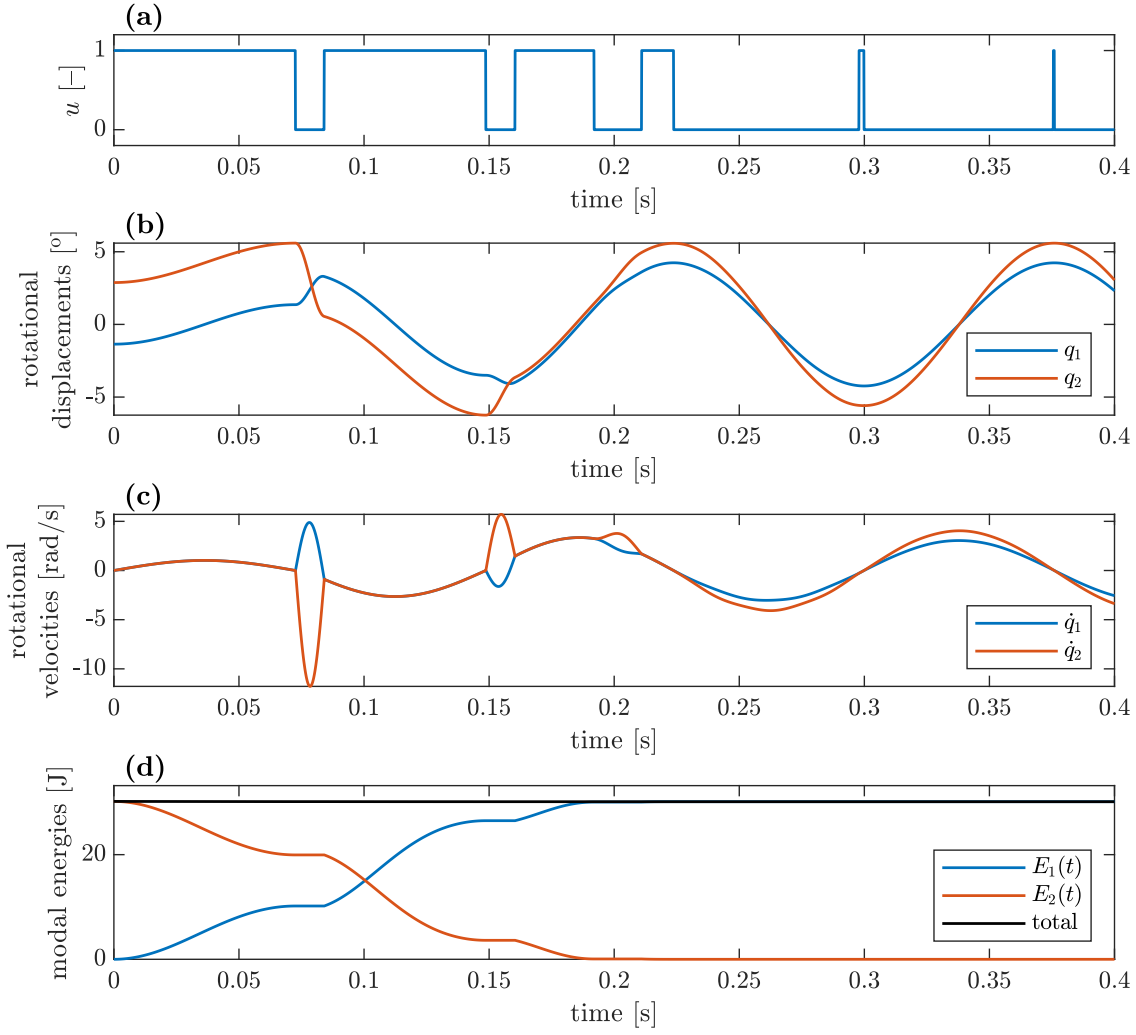 (a)
u [−]
1
0
0 0.05 0.1 0.15 0.2 0.25 0.3 0.35 0.4
time [s]
(b)
rotational
displacements [º]
5
0
-5
q1
q2
0 0.05 0.1 0.15 0.2 0.25 0.3 0.35 0.4
time [s]
(c)
rotational
velocities [rad/s]
5
0
-5
-10
q̇1
q̇2
0 0.05 0.1 0.15 0.2 0.25 0.3 0.35 0.4
time [s]
(d)
modal energies [J]
20
0
E1(t)
E2(t)
total
0 0.05 0.1 0.15 0.2 0.25 0.3 0.35 0.4
time [s]